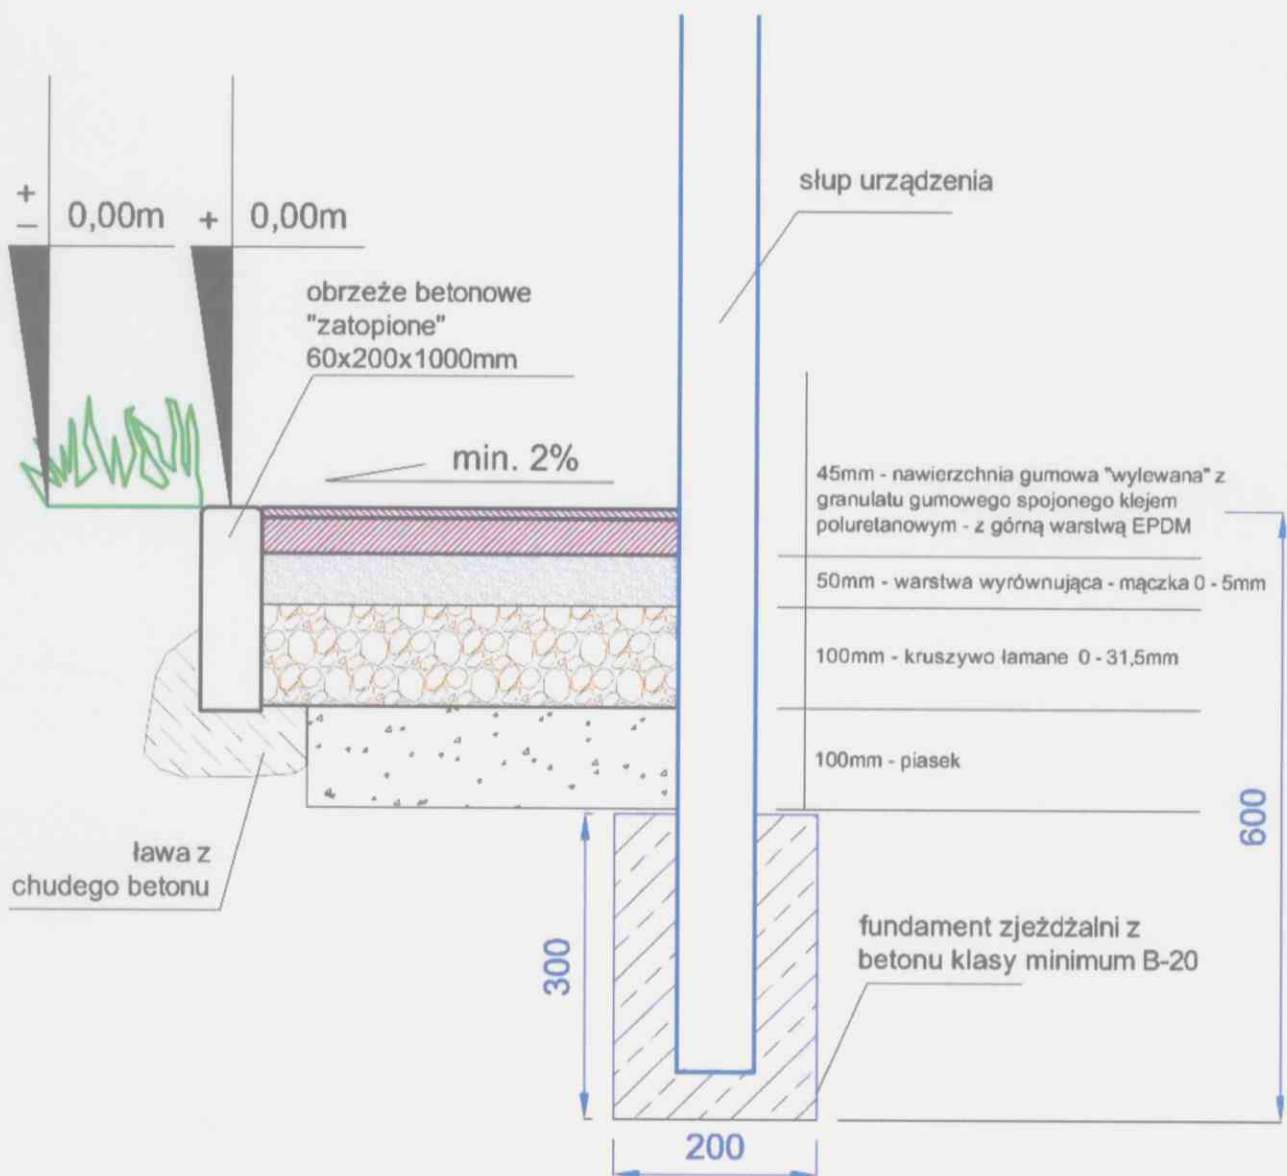 słup urządzenia
+
− 0,00m
+ 0,00m
obrzeże betonowe
"zatopione"
60x200x1000mm
min. 2%
45mm - nawierzchnia gumowa "wylewana" z
granulatu gumowego spojonego klejem
poluretanowym - z górną warstwą EPDM
50mm - warstwa wyrównująca - mączka 0 - 5mm
100mm - kruszywo łamane 0 - 31,5mm
100mm - piasek
600
ława z
chudego betonu
300
fundament zjeżdżalni z
betonu klasy minimum B-20
200